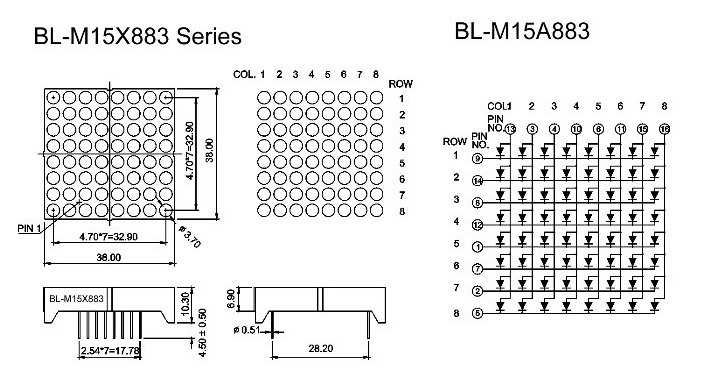 BL-M15X883 Series
BL-M15A883
COL. 1 2 3 4 5 6 7 8
ROW
1
2
3
4
5
6
7
8
4.70*7=32.90
38.00
PIN 1
4.70*7=32.90
ø 3.70
38.00
BL-M15X883
10.30
4.50 ± 0.50
2.54*7=17.78
6.90
ø 0.51
28.20
COL.1 2 3 4 5 6 7 8
PIN NO. 13 3 4 10 6 11 15 16
ROW PIN NO.
1 9
2 14
3 8
4 12
5 1
6 7
7 2
8 5